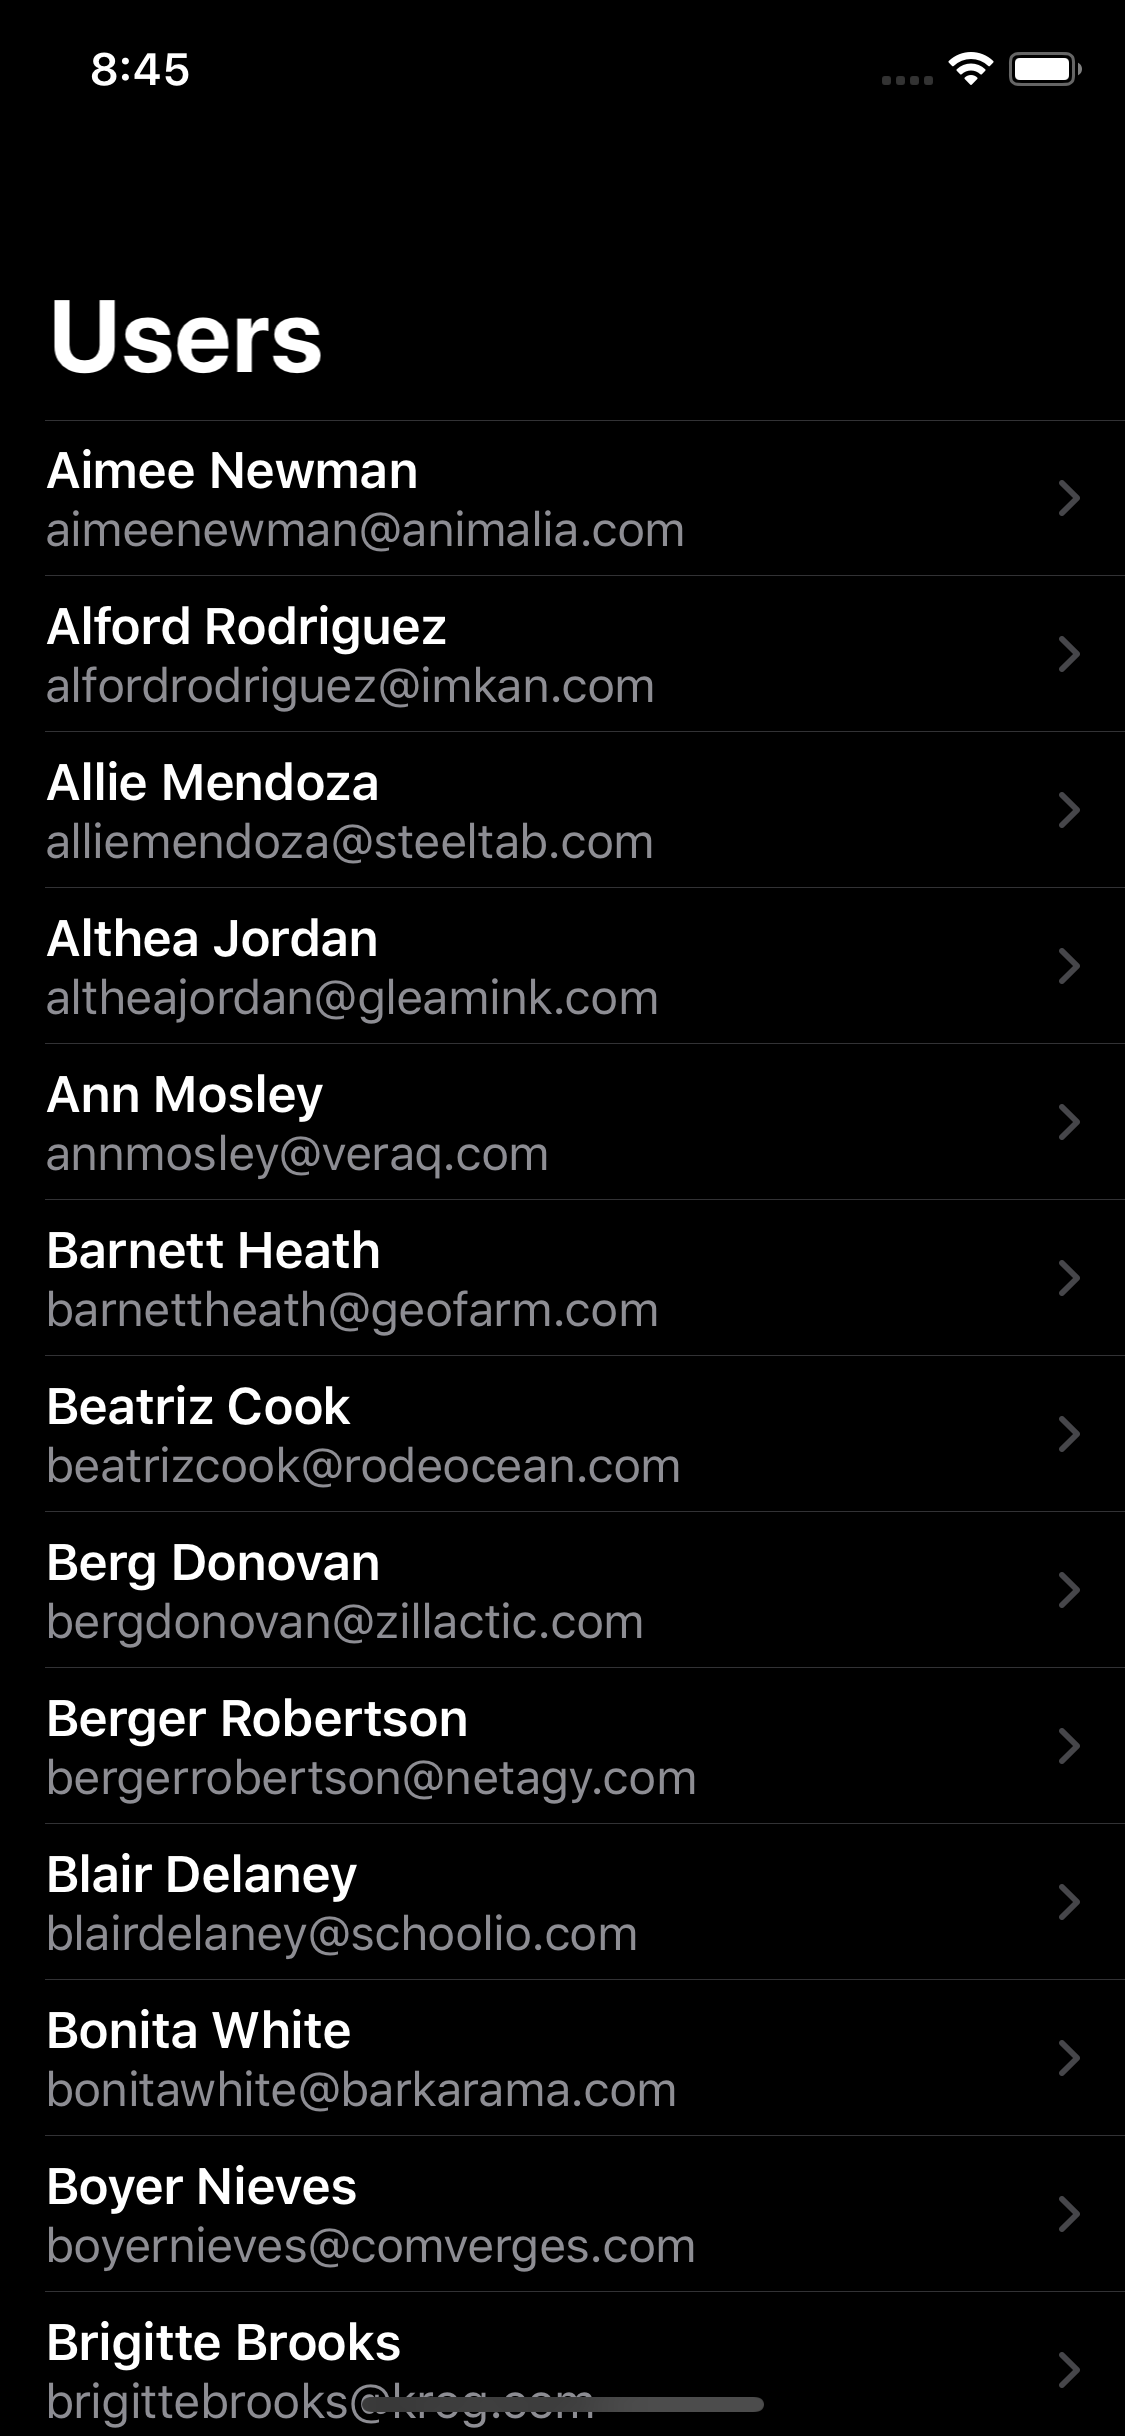 8:45
Users
Aimee Newman
aimeenewman@animalia.com
Alford Rodriguez
alfordrodriguez@imkan.com
Allie Mendoza
alliemendoza@steeltab.com
Althea Jordan
altheajordan@gleamink.com
Ann Mosley
annmosley@veraq.com
Barnett Heath
barnettheath@geofarm.com
Beatriz Cook
beatrizcook@rodeocean.com
Berg Donovan
bergdonovan@zillactic.com
Berger Robertson
bergerrobertson@netagy.com
Blair Delaney
blairdelaney@schoolio.com
Bonita White
bonitawhite@barkarama.com
Boyer Nieves
boyernieves@comverges.com
Brigitte Brooks
brigittebrooks@krog.com